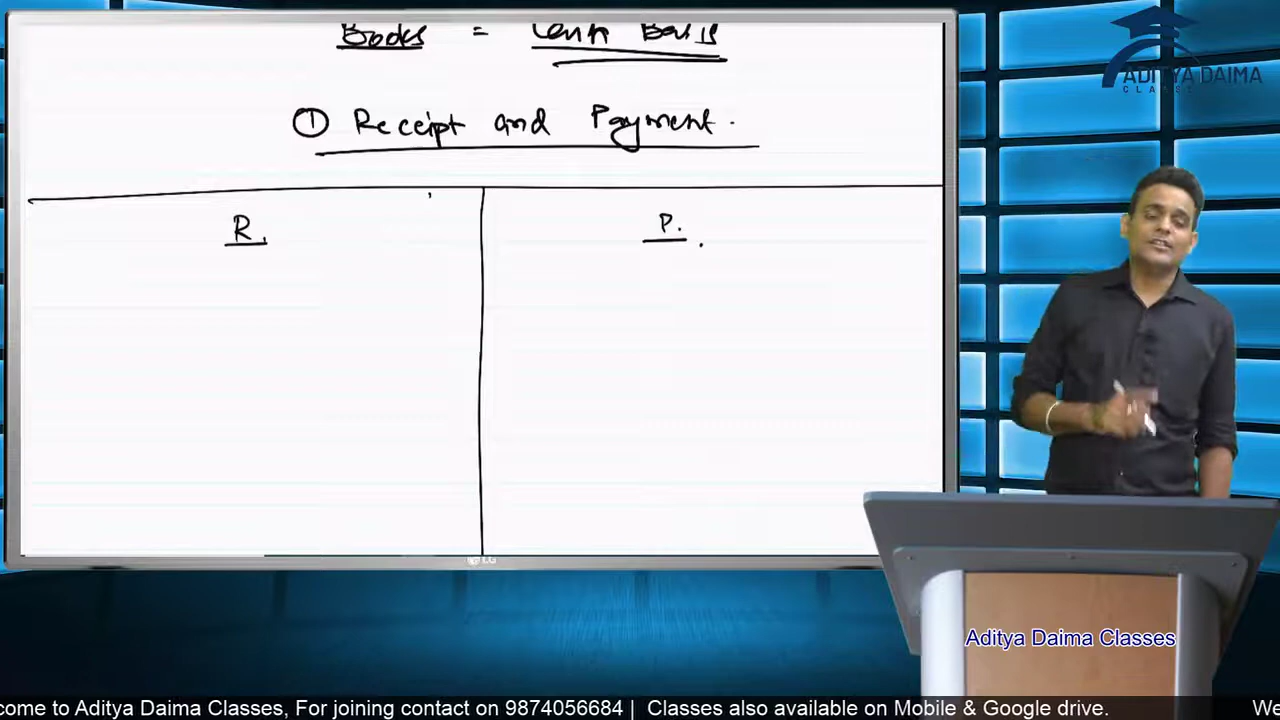 Books = Cash Basis
① Receipt and Payment.
R.
P.
ADITYA DAIMA
LG
Aditya Daima Classes
come to Aditya Daima Classes, For joining contact on 9874056684 | Classes also available on Mobile & Google drive.
We